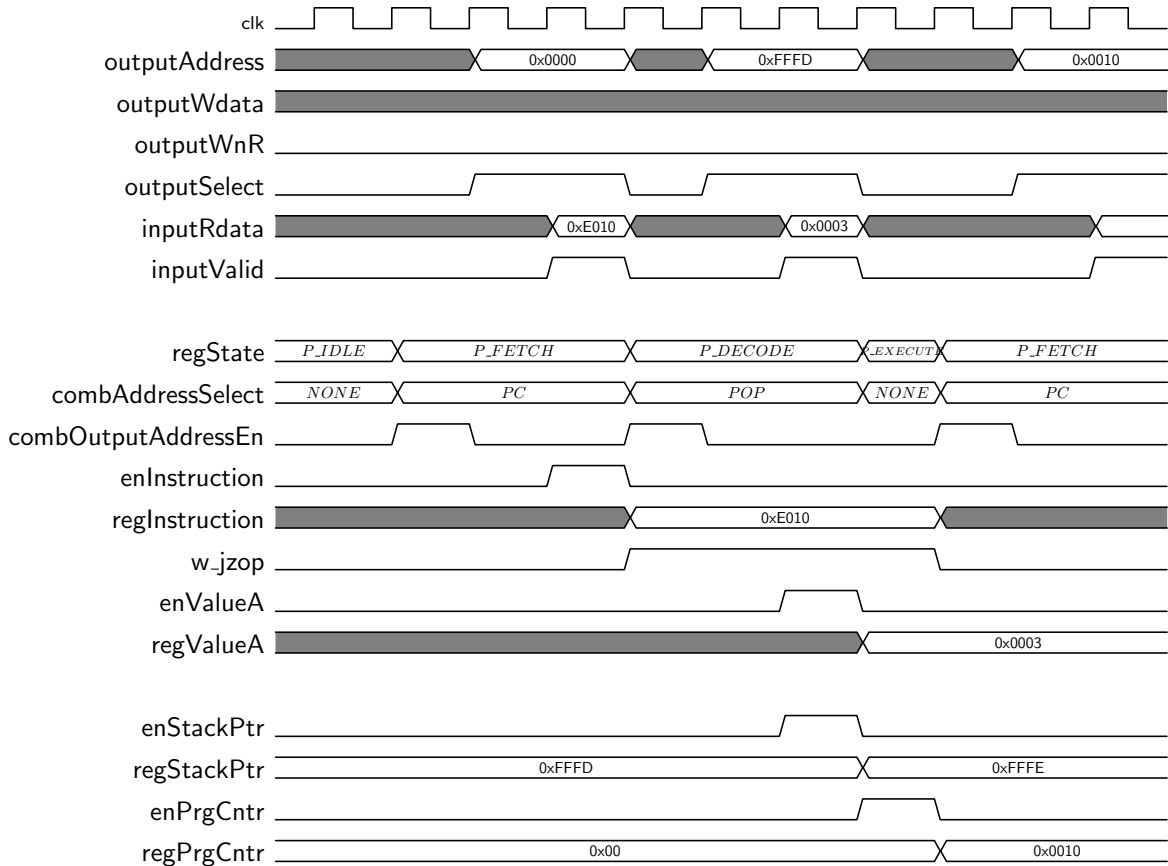 clk
outputAddress 0x0000 0xFFFD 0x0010
outputWdata
outputWnR
outputSelect
inputRdata 0xE010 0x0003
inputValid
regState P_IDLE P_FETCH P_DECODE P_EXECUTE P_FETCH
combAddressSelect NONE PC POP NONE PC
combOutputAddressEn
enInstruction
regInstruction 0xE010
w_jzop
enValueA
regValueA 0x0003
enStackPtr
regStackPtr 0xFFFD 0xFFFE
enPrgCntr
regPrgCntr 0x00 0x0010